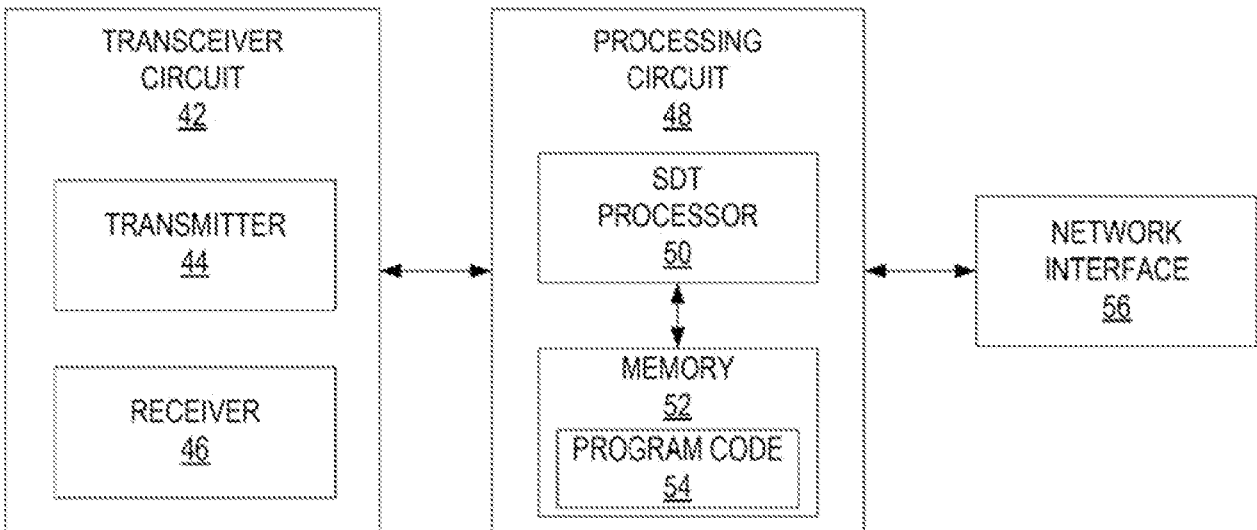 TRANSCEIVER
CIRCUIT
42
TRANSMITTER
44
RECEIVER
46
PROCESSING
CIRCUIT
48
SDT
PROCESSOR
50
MEMORY
52
PROGRAM CODE
54
NETWORK
INTERFACE
56